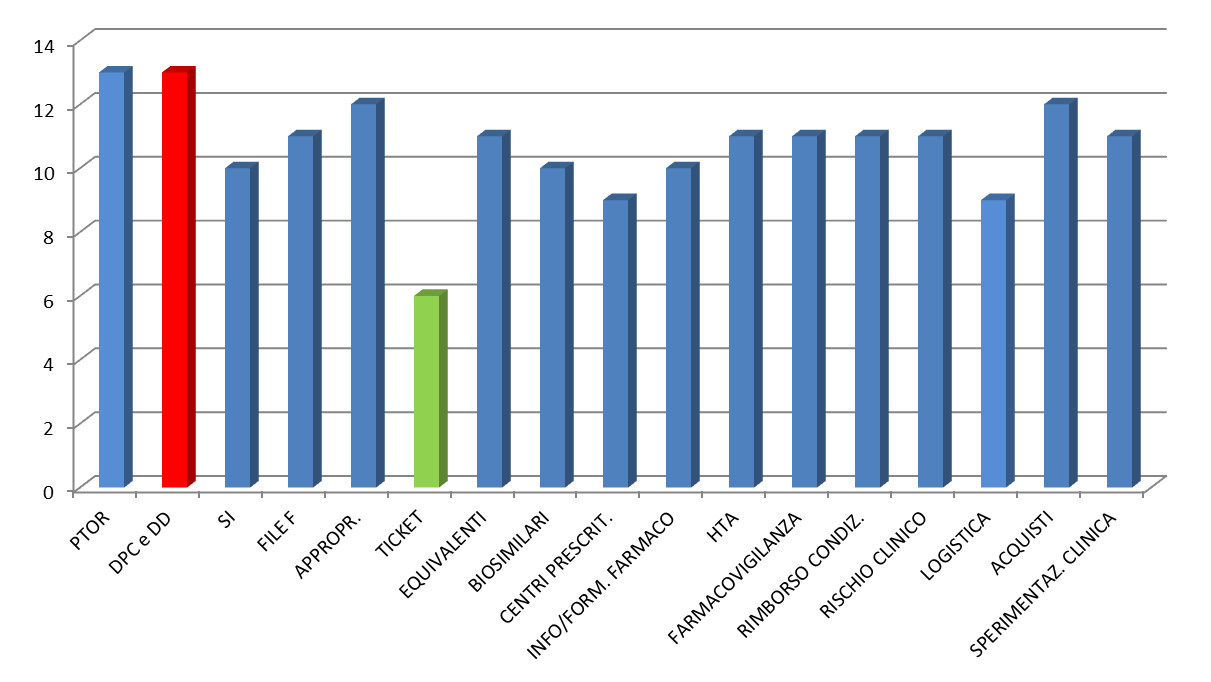 14
12
10
8
6
4
2
0
PTOR
DPC e DD
SI
FILE F
APPROPR.
TICKET
EQUIVALENTI
BIOSIMILARI
CENTRI PRESCRIT.
INFO/FORM. FARMACO
HTA
FARMACOVIGILANZA
RIMBORSO CONDIZ.
RISCHIO CLINICO
LOGISTICA
ACQUISTI
SPERIMENTAZ. CLINICA